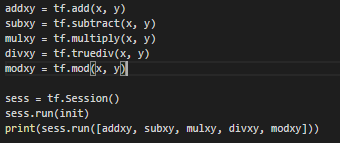 addxy = tf.add(x, y)
subxy = tf.subtract(x, y)
mulxy = tf.multiply(x, y)
divxy = tf.truediv(x, y)
modxy = tf.mod(x, y)
sess = tf.Session()
sess.run(init)
print(sess.run([addxy, subxy, mulxy, divxy, modxy]))